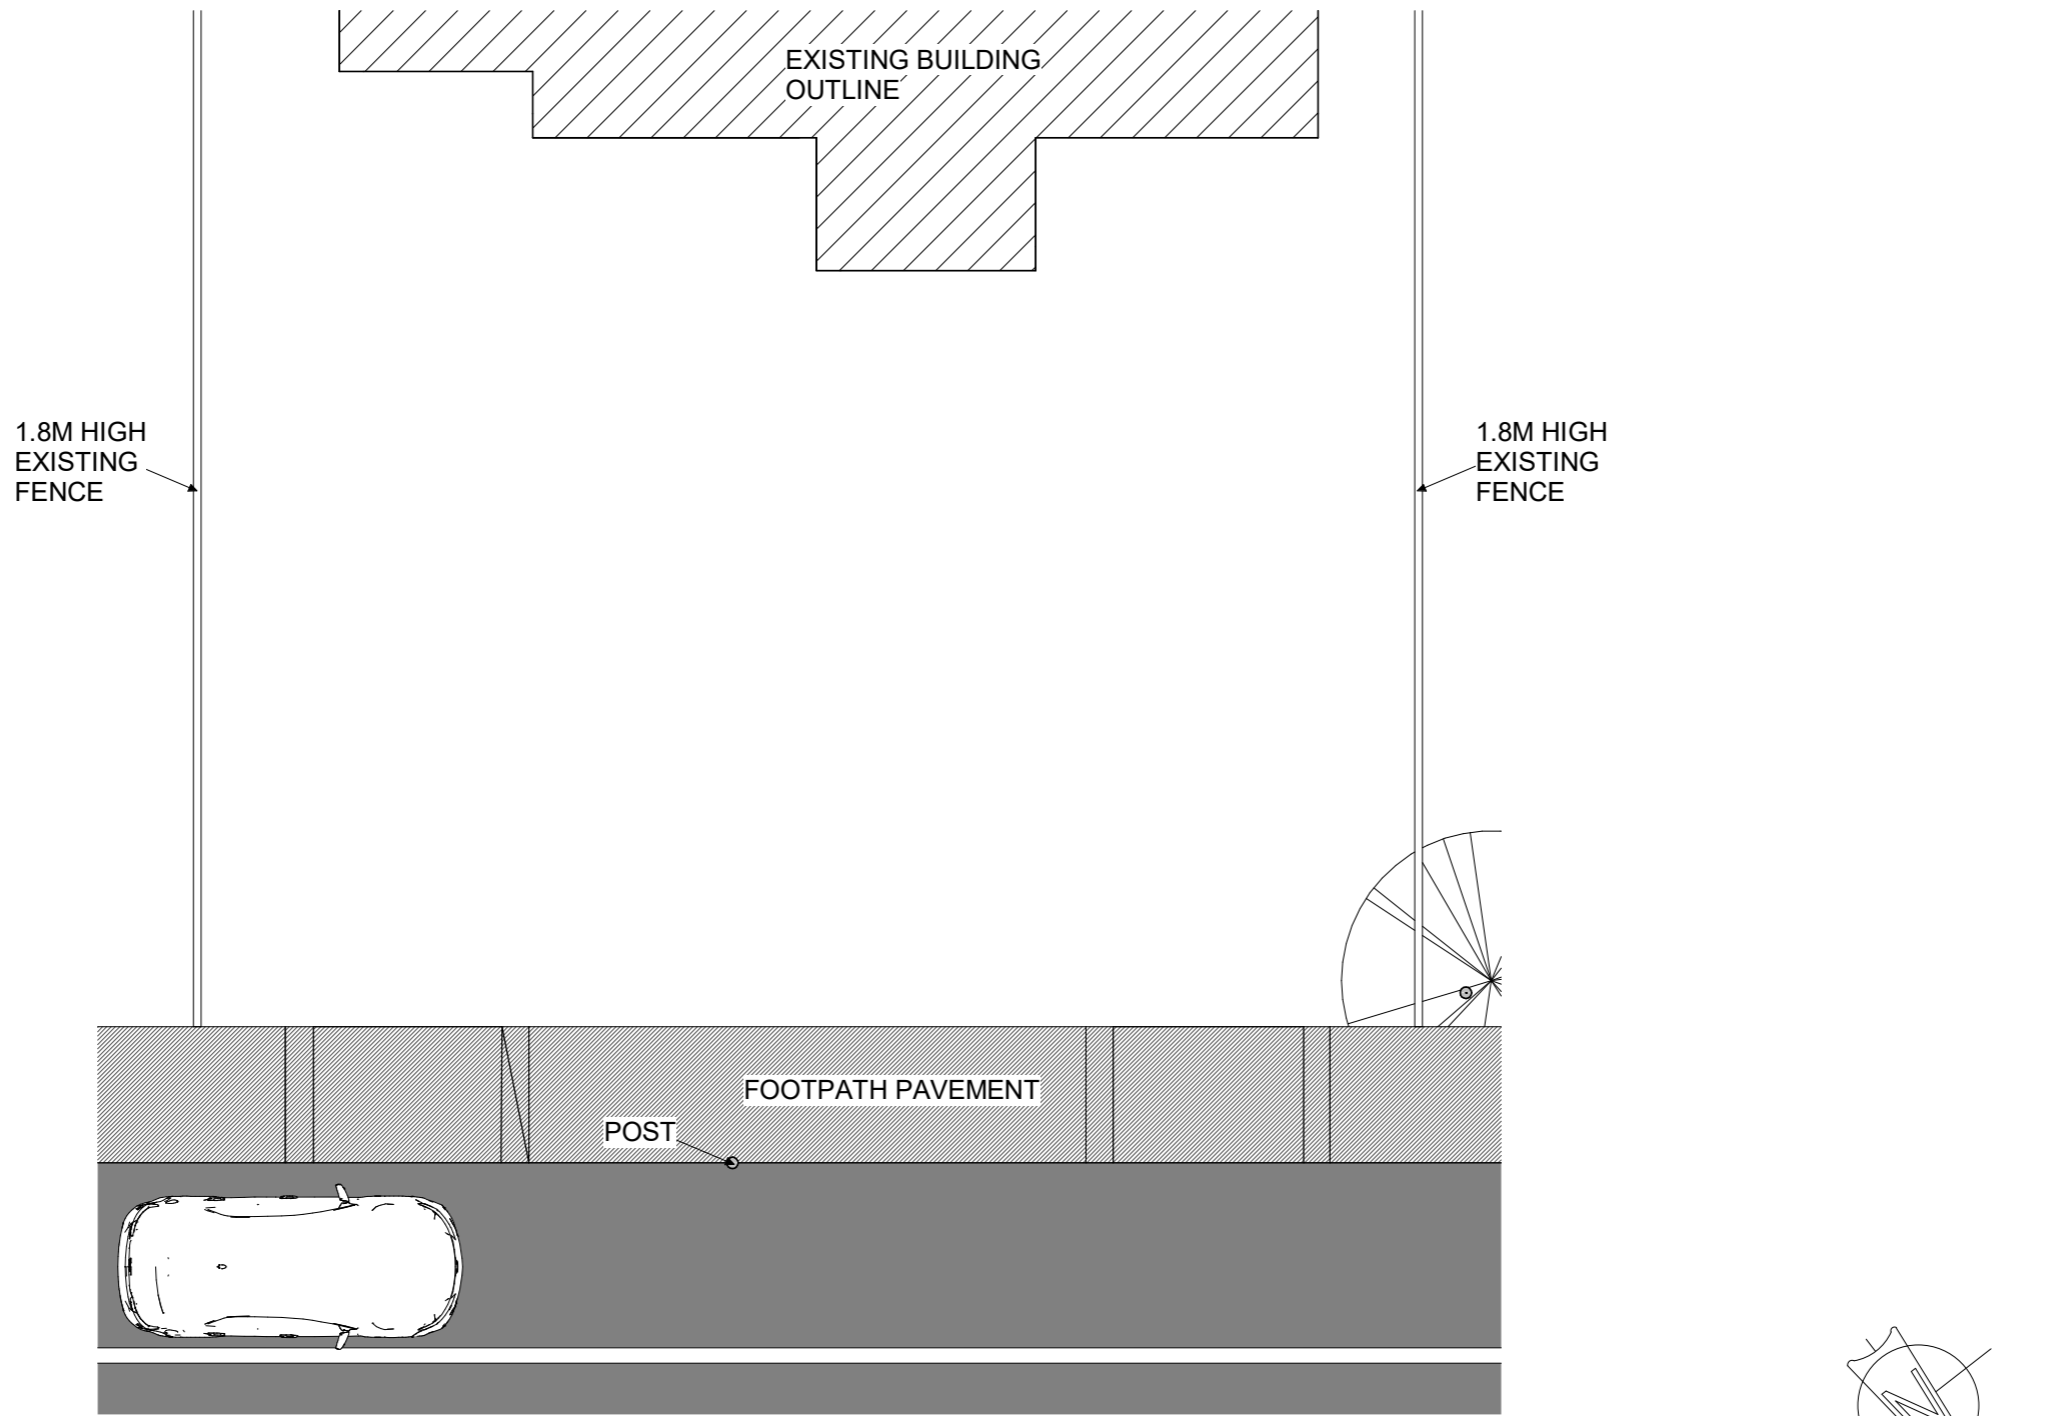 EXISTING BUILDING
OUTLINE
1.8M HIGH
EXISTING
FENCE
1.8M HIGH
EXISTING
FENCE
FOOTPATH PAVEMENT
POST
N